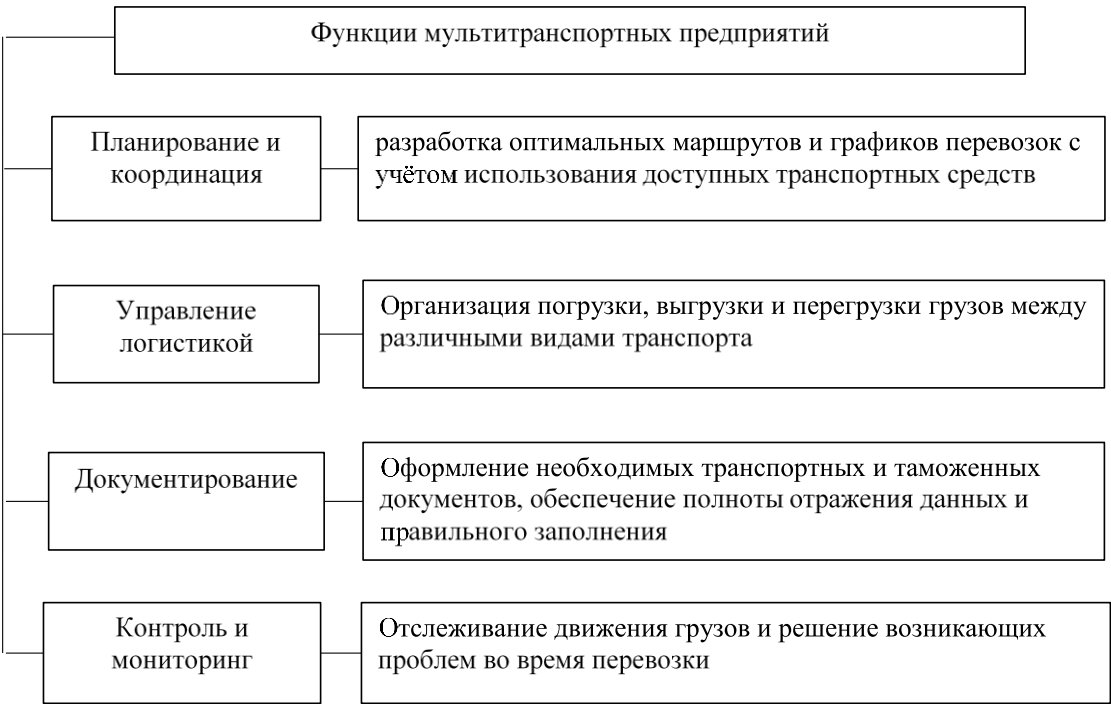 Функции мультитранспортных предприятий
Планирование и
координация
разработка оптимальных маршрутов и графиков перевозок с
учётом использования доступных транспортных средств
Управление
логистикой
Организация погрузки, выгрузки и перегрузки грузов между
различными видами транспорта
Документирование
Оформление необходимых транспортных и таможенных
документов, обеспечение полноты отражения данных и
правильного заполнения
Контроль и
мониторинг
Отслеживание движения грузов и решение возникающих
проблем во время перевозки